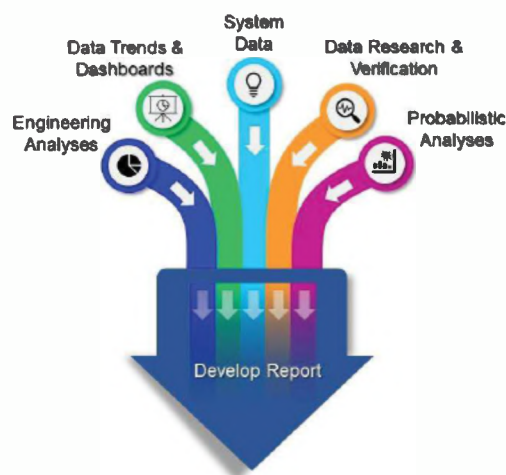 System
Data
Data Trends &
Dashboards
Data Research &
Verification
Engineering
Analyses
Probabilistic
Analyses
Develop Report